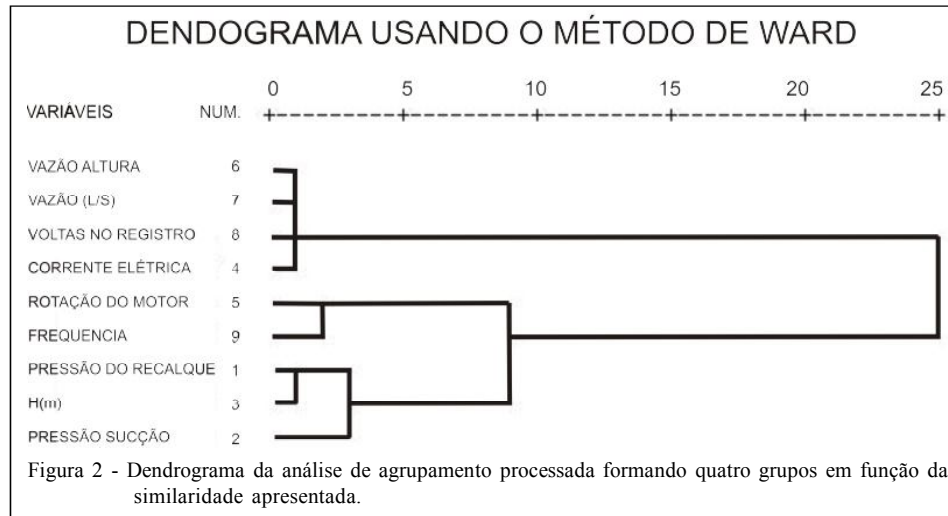 DENDOGRAMA USANDO O MÉTODO DE WARD
0 5 10 15 20 25
VARIÁVEIS NUM.
VAZÃO ALTURA 6
VAZÃO (L/S) 7
VOLTAS NO REGISTRO 8
CORRENTE ELÉTRICA 4
ROTAÇÃO DO MOTOR 5
FREQUENCIA 9
PRESSÃO DO RECALQUE 1
H(m) 3
PRESSÃO SUCÇÃO 2
Figura 2 - Dendrograma da análise de agrupamento processada formando quatro grupos em função da
similaridade apresentada.